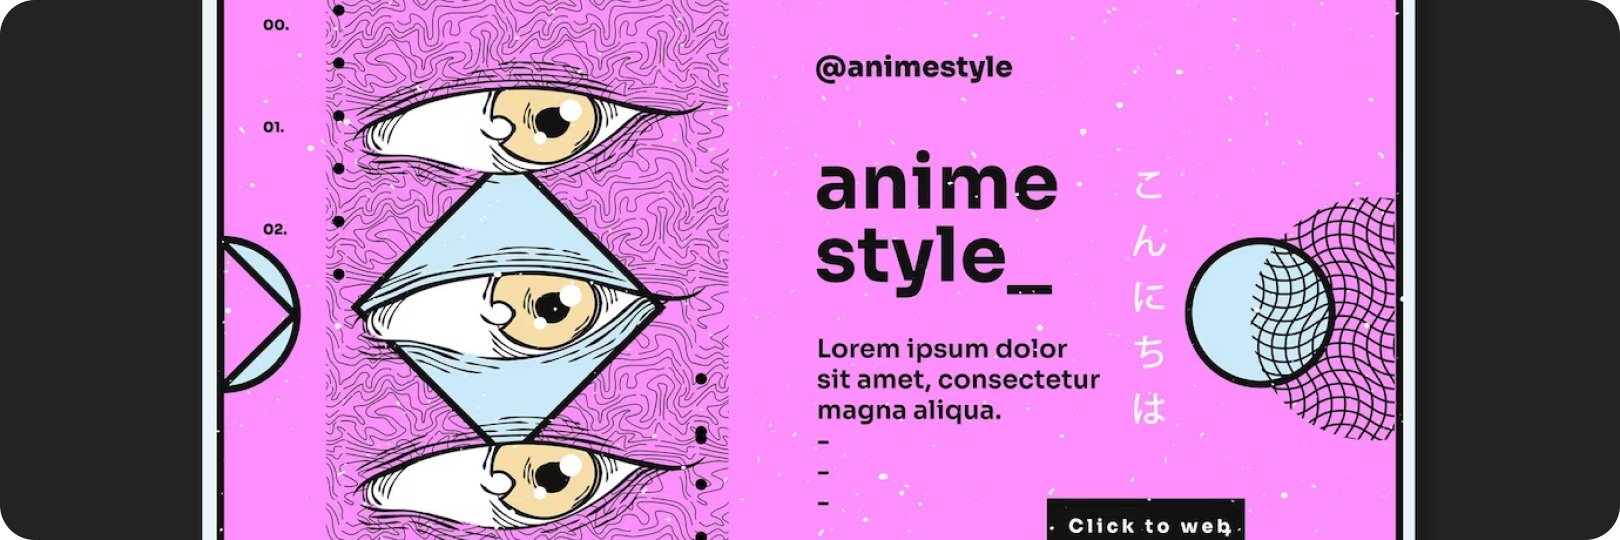 00.
01.
02.
@animestyle
anime
style_
こんにちは
Lorem ipsum dolor
sit amet, consectetur
magna aliqua.
-
-
-
Click to web